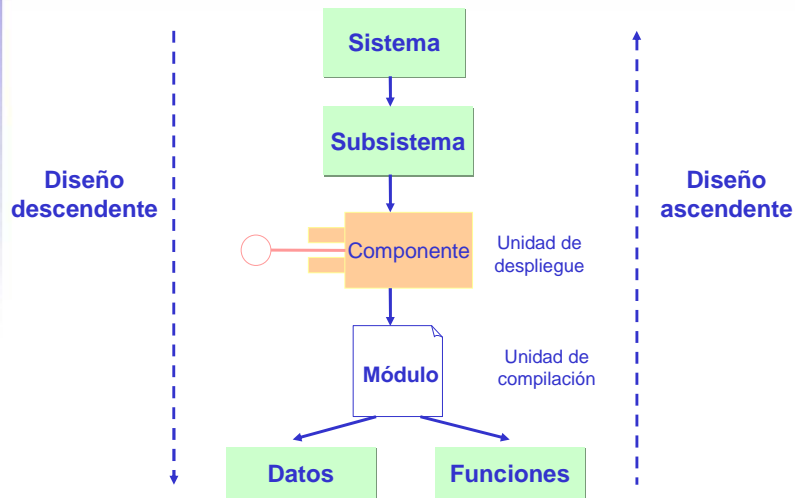 Sistema
Subsistema
Diseño
descendente
Diseño
ascendente
Componente
Unidad de
despliegue
Módulo
Unidad de
compilación
Datos
Funciones